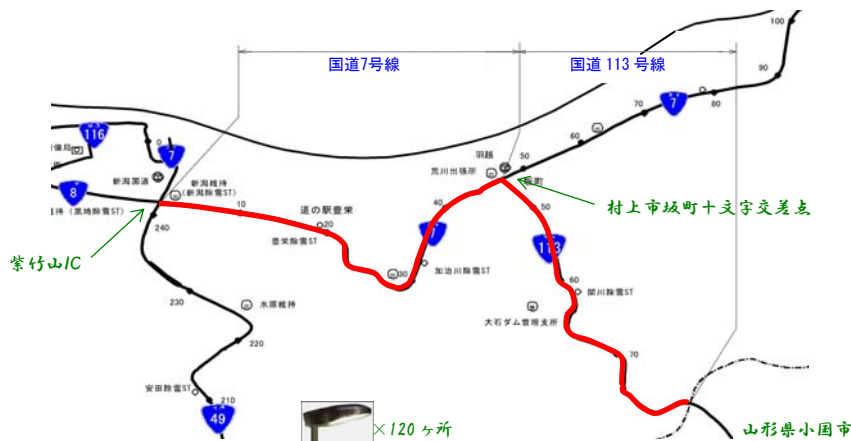 国道7号線
国道113号線
100
90
80
70
60
7
50
羽越
荒川出張所
坂町
村上市坂町十文字交差点
116
0
7
新潟国道
新潟維持
(新潟除雪ST)
8
240
紫竹山IC
10
道の駅豊栄
20
豊栄除雪ST
30
40
加治川除雪ST
50
113
60
関川除雪ST
大石ダム管理支所
70
230
水原維持
220
安田除雪ST
210
49
×120ヶ所
山形県小国市